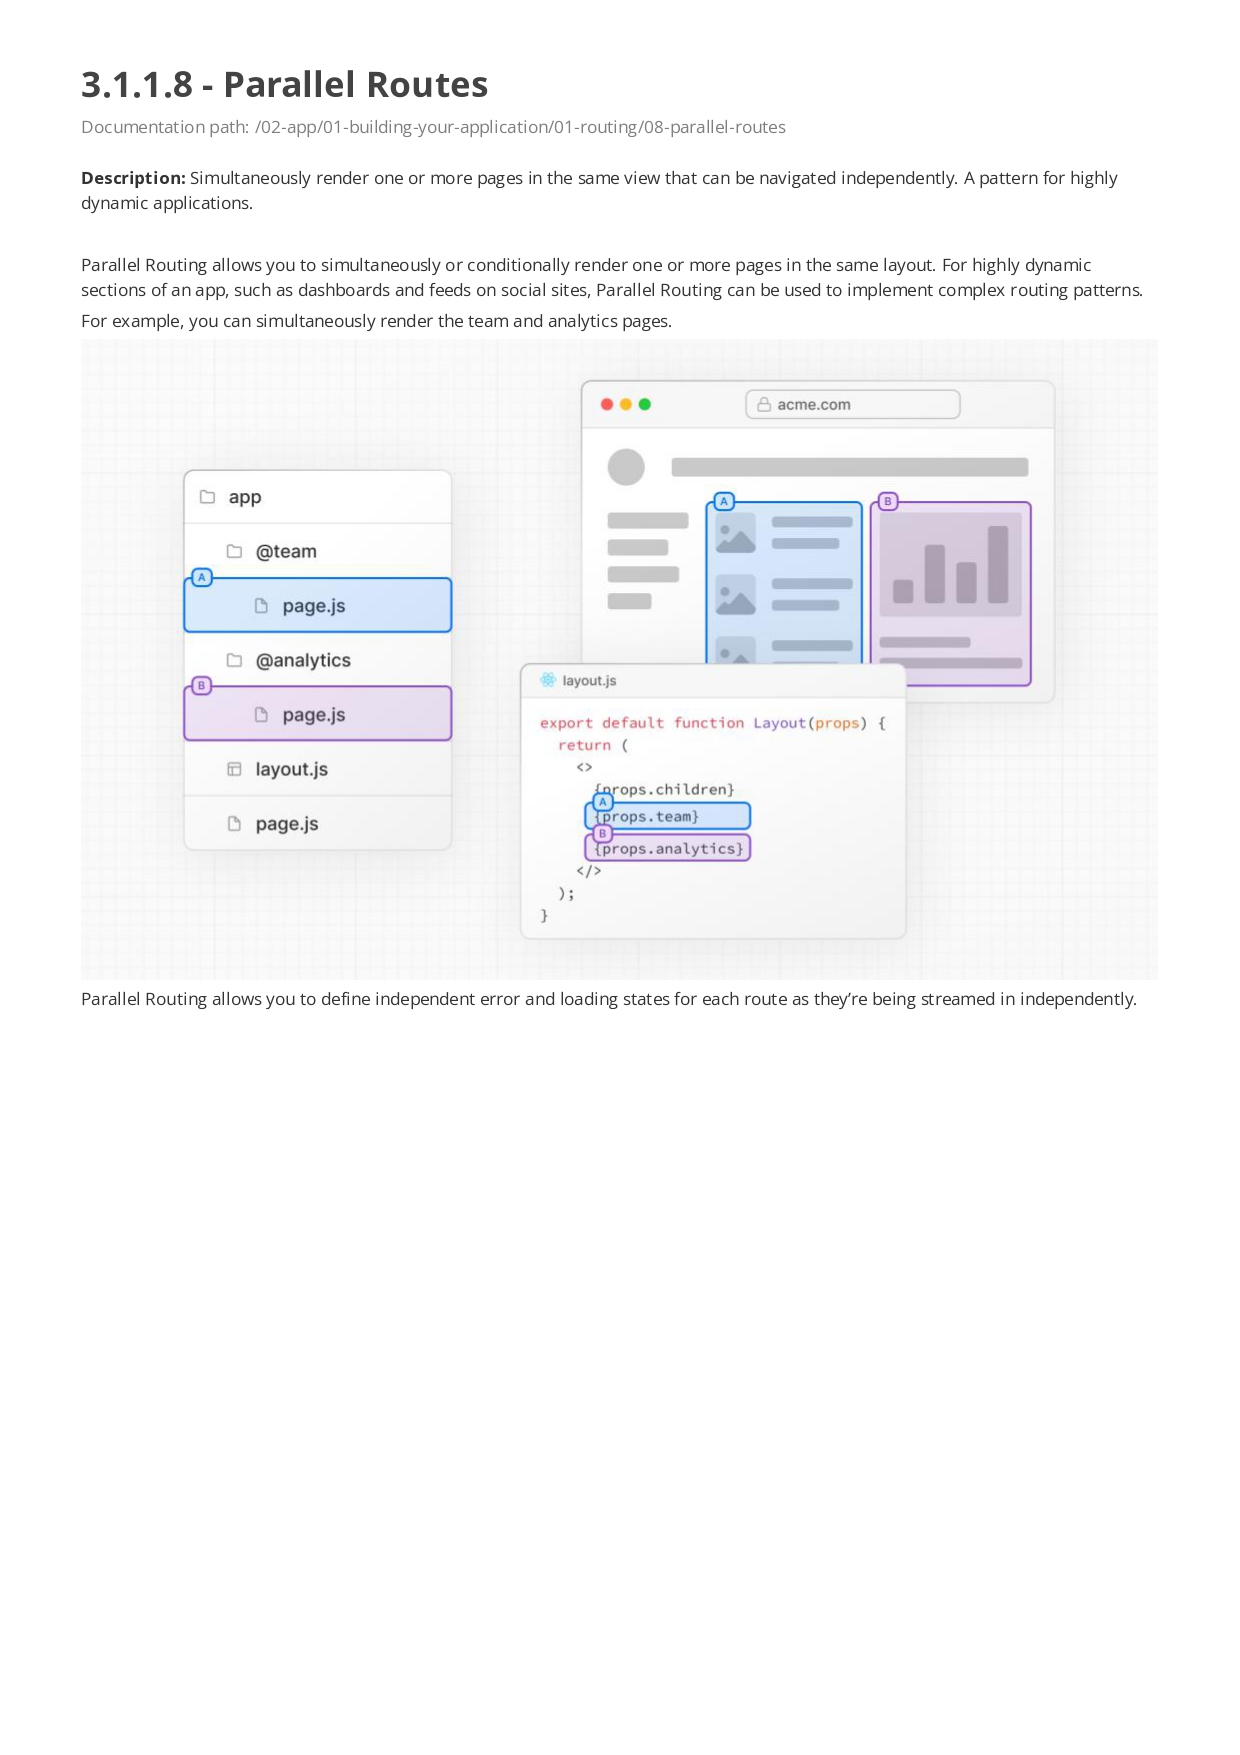 3.1.1.8 - Parallel Routes
Documentation path: /02-app/01-building-your-application/01-routing/08-parallel-routes
Description: Simultaneously render one or more pages in the same view that can be navigated independently. A pattern for highly
dynamic applications.
Parallel Routing allows you to simultaneously or conditionally render one or more pages in the same layout. For highly dynamic
sections of an app, such as dashboards and feeds on social sites, Parallel Routing can be used to implement complex routing patterns.
For example, you can simultaneously render the team and analytics pages.
app
@team
A
page.js
@analytics
B
page.js
layout.js
page.js
acme.com
A
B
layout.js
export default function Layout(props) {
return (
<>
{props.children}
A
{props.team}
B
{props.analytics}
</>
);
}
Parallel Routing allows you to define independent error and loading states for each route as they’re being streamed in independently.